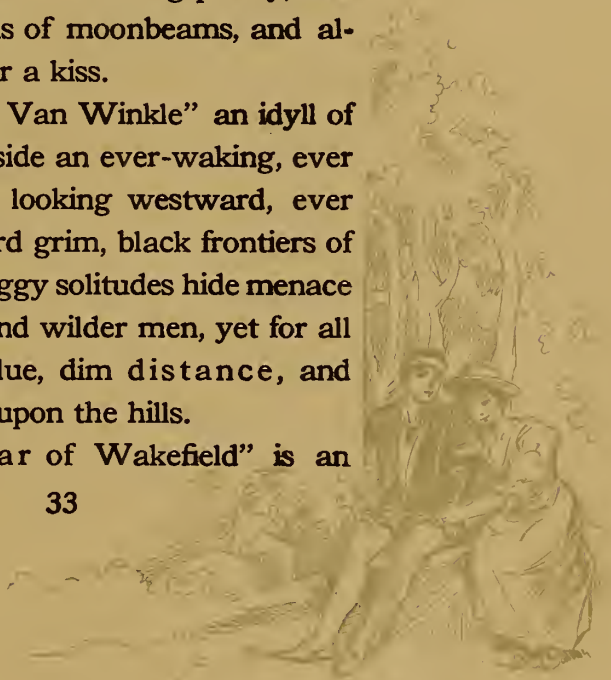 s of moonbeams, and al-
r a kiss.
Van Winkle” an idyll of
side an ever-waking, ever
looking westward, ever
rd grim, black frontiers of
ggy solitudes hide menace
nd wilder men, yet for all
lue, dim distance, and
upon the hills.
ar of Wakefield” is an
33